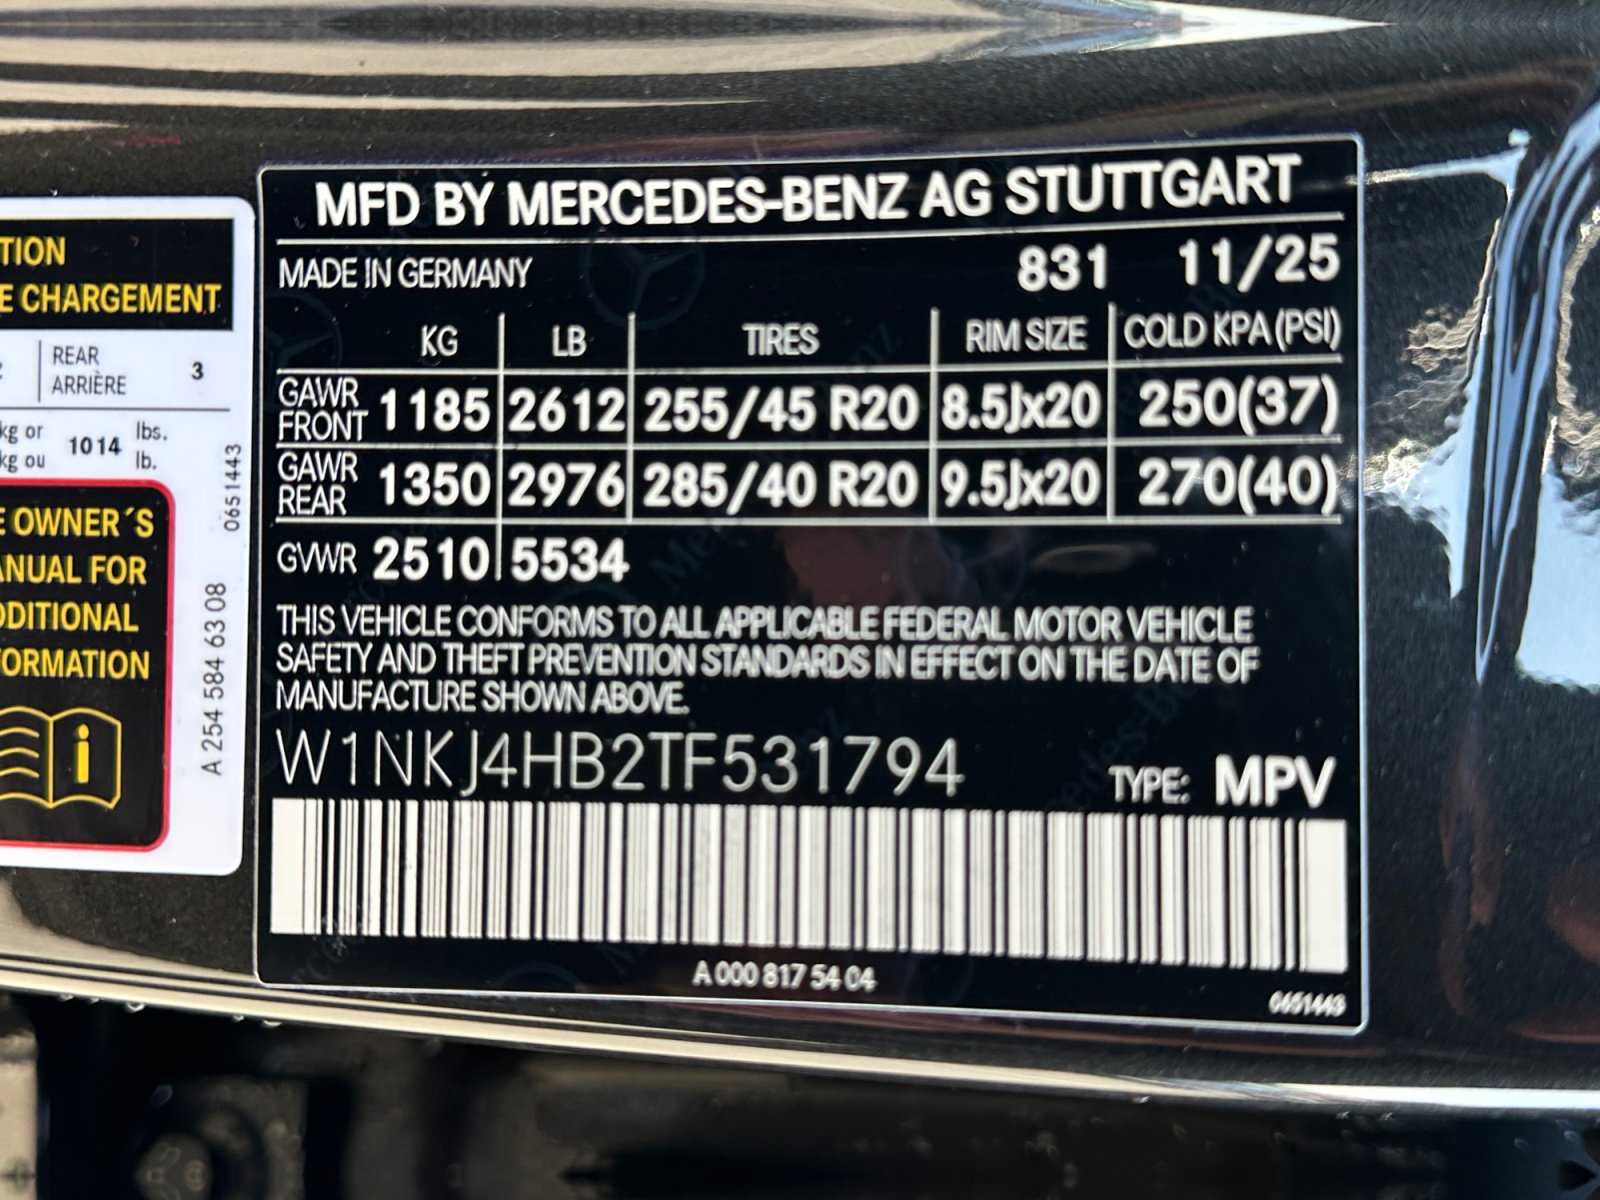 TION
E CHARGEMENT
REAR
ARRIÈRE 3
kg or
kg ou 1014 lbs.
lb.
0651443
E OWNER´S
ANUAL FOR
DDITIONAL
FORMATION
i
A 254 584 63 08
MFD BY MERCEDES-BENZ AG STUTTGART
MADE IN GERMANY 831 11/25
KG LB TIRES RIM SIZE COLD KPA (PSI)
GAWR FRONT 1185 2612 255/45 R20 8.5Jx20 250(37)
GAWR REAR 1350 2976 285/40 R20 9.5Jx20 270(40)
GVWR 2510 5534
THIS VEHICLE CONFORMS TO ALL APPLICABLE FEDERAL MOTOR VEHICLE
SAFETY AND THEFT PREVENTION STANDARDS IN EFFECT ON THE DATE OF
MANUFACTURE SHOWN ABOVE.
W1NKJ4HB2TF531794 TYPE: MPV
A 000 817 54 04
0651443